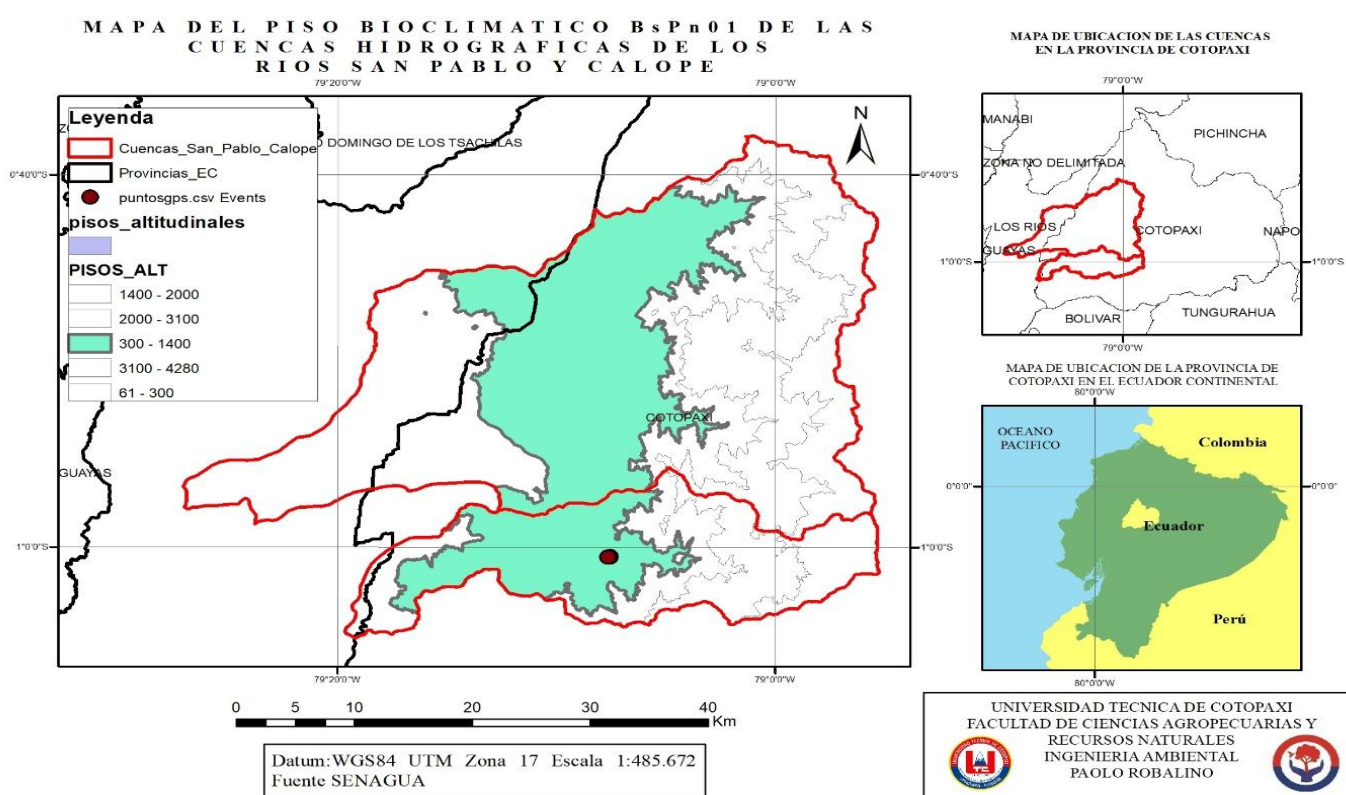 MAPA DEL PISO BIOCLIMATICO BsPn01 DE LAS
CUENCAS HIDROGRAFICAS DE LOS
RIOS SAN PABLO Y CALOPE
79°20'0"W
79°0'0"W
Leyenda
Cuencas_San_Pablo_Calope
Provincias_EC
puntosgps.csv Events
pisos_altitudinales
PISOS_ALT
1400 - 2000
2000 - 3100
300 - 1400
3100 - 4280
61 - 300
O DOMINGO DE LOS TSACHILAS
N
0°40'0"S
0°40'0"S
COTOPAXI
GUAYAS
1°0'0"S
1°0'0"S
79°20'0"W
79°0'0"W
0 5 10 20 30 40
Km
Datum:WGS84 UTM Zona 17 Escala 1:485.672
Fuente SENAGUA
MAPA DE UBICACION DE LAS CUENCAS
EN LA PROVINCIA DE COTOPAXI
79°0'0"W
MANABI
PICHINCHA
ZONA NO DELIMITADA
LOS RIOS
COTOPAXI
NAPO
GUAYAS
1°0'0"S
1°0'0"S
BOLIVAR
TUNGURAHUA
79°0'0"W
MAPA DE UBICACION DE LA PROVINCIA DE
COTOPAXI EN EL ECUADOR CONTINENTAL
80°0'0"W
OCEANO
PACIFICO
Colombia
0°0'0"
0°0'0"
Ecuador
Perú
80°0'0"W
UNIVERSIDAD TECNICA DE COTOPAXI
FACULTAD DE CIENCIAS AGROPECUARIAS Y
RECURSOS NATURALES
INGENIERIA AMBIENTAL
PAOLO ROBALINO